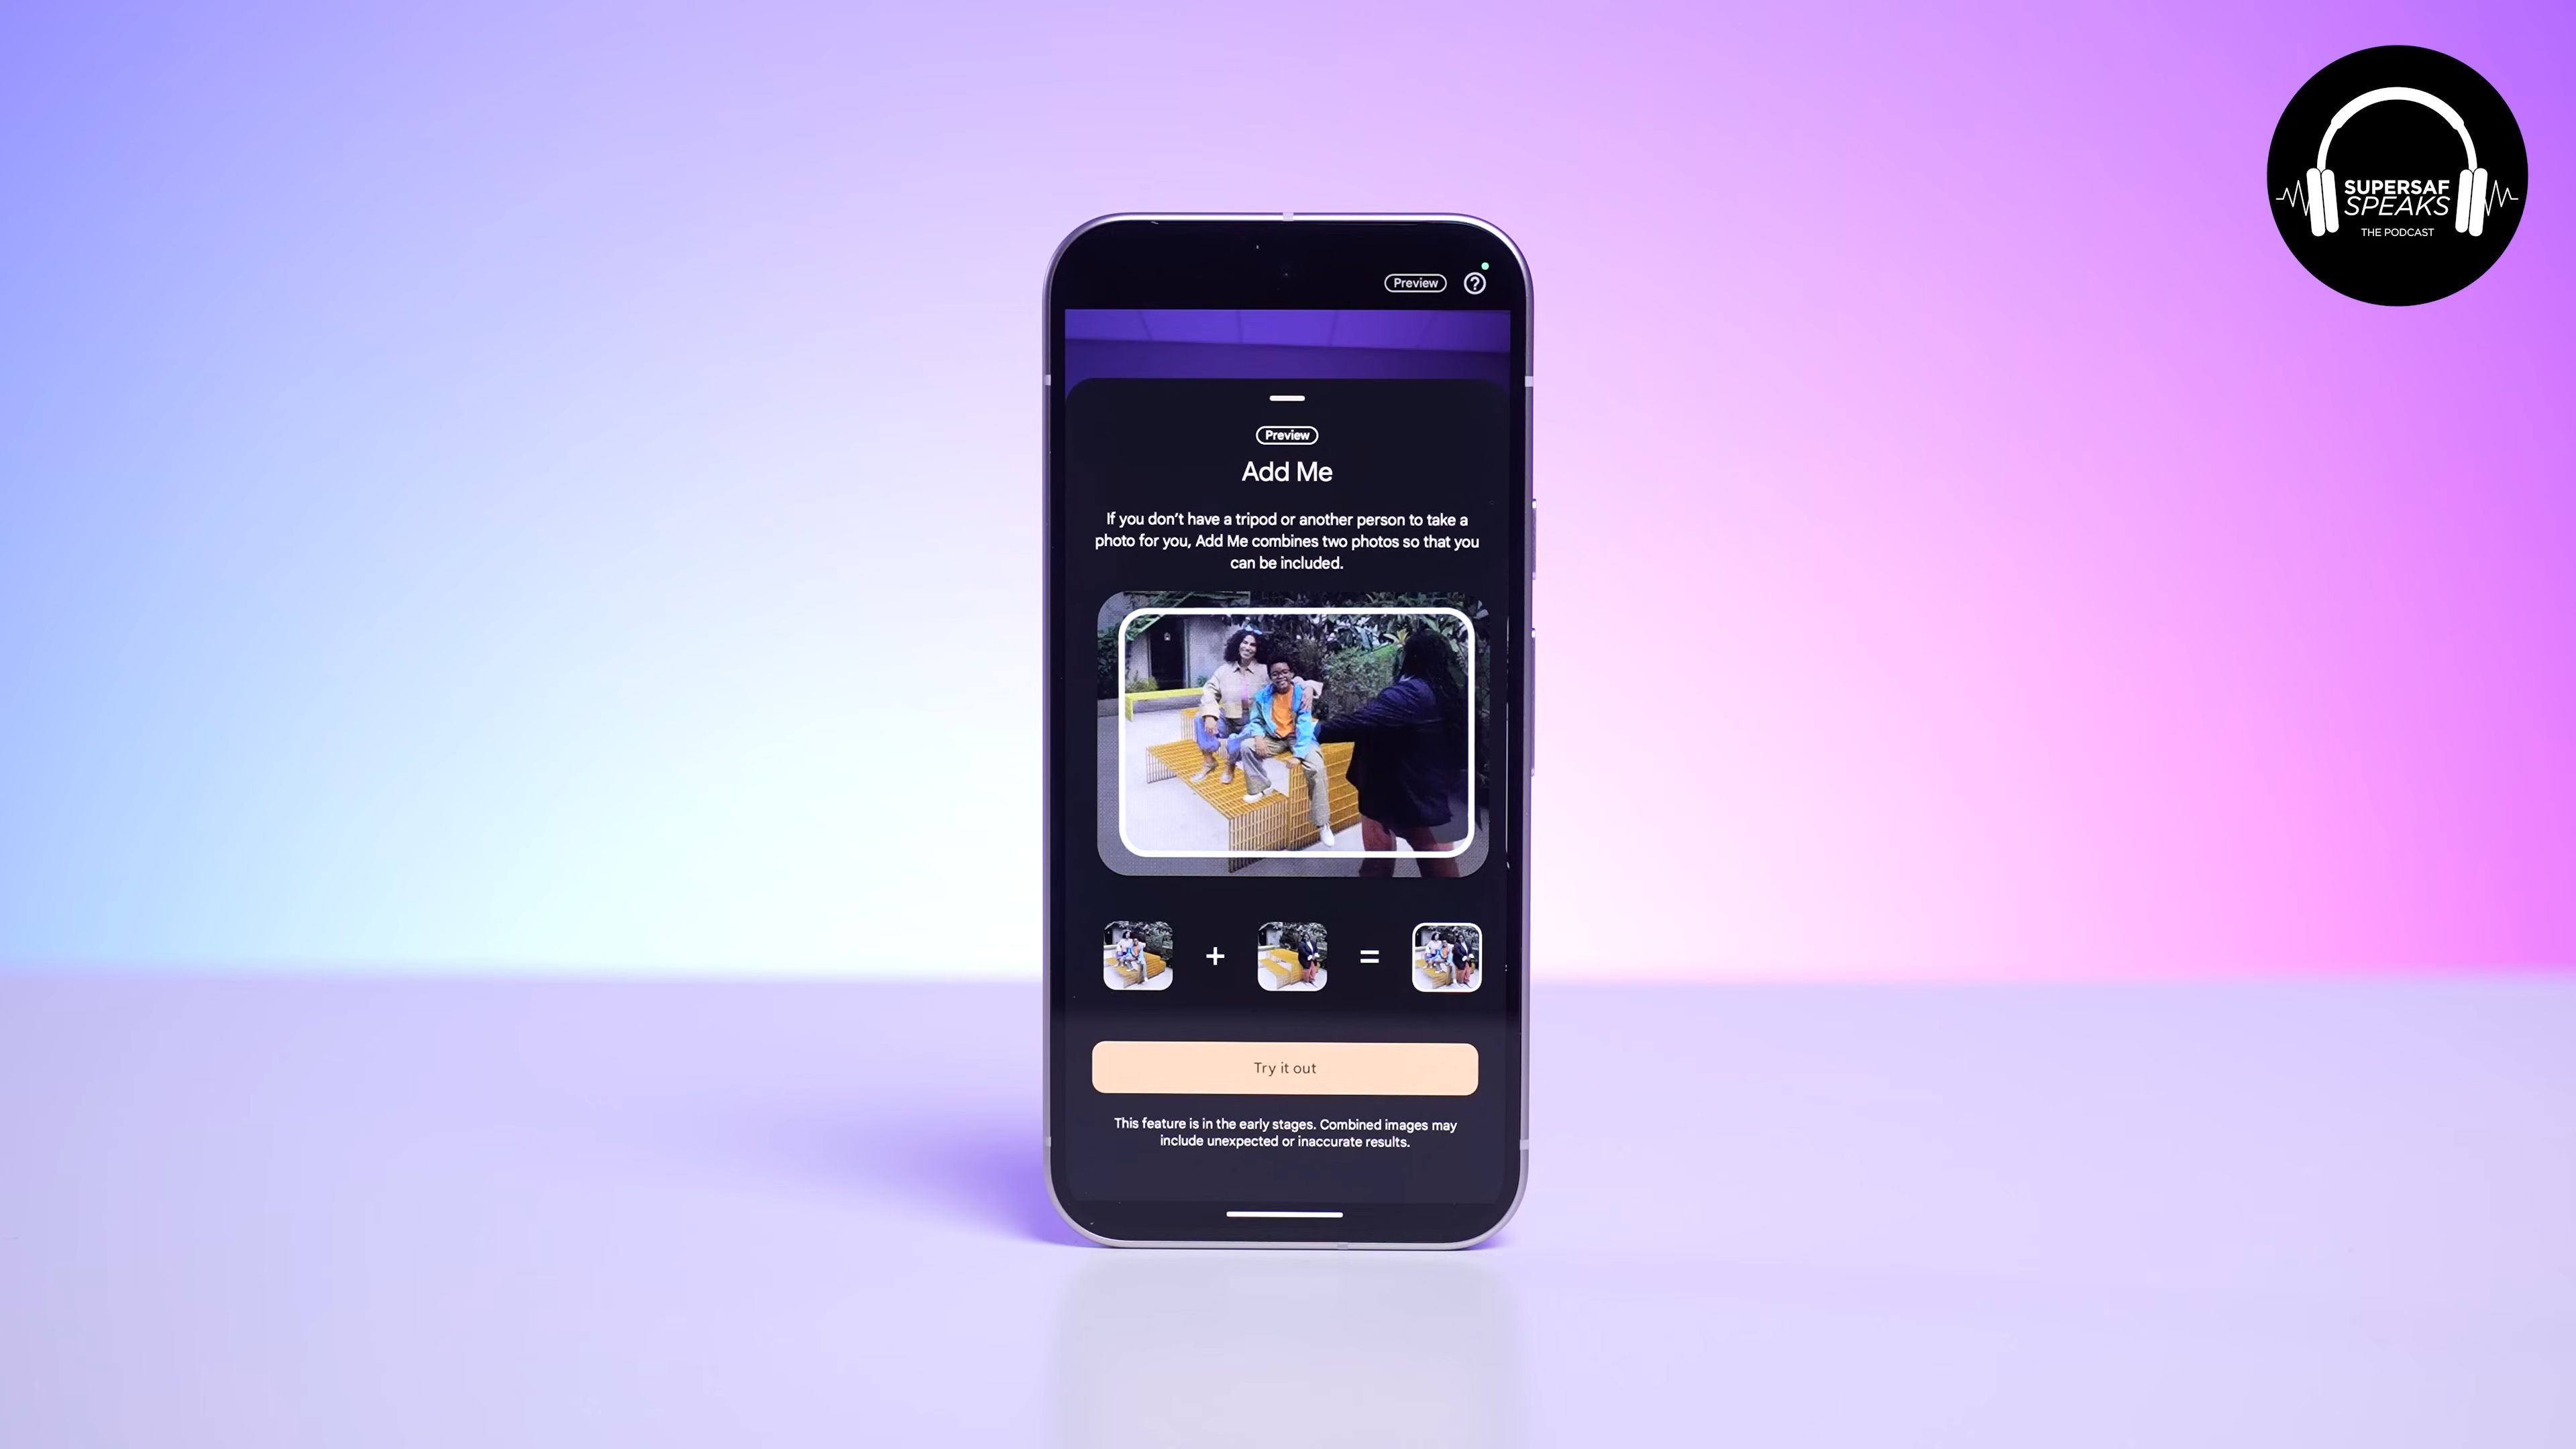 SUPERSAF
SPEAKS
THE PODCAST
Preview
Preview
Add Me
If you don't have a tripod or another person to take a
photo for you, Add Me combines two photos so that you
can be included.
+
=
Try it out
This feature is in the early stages. Combined images may
include unexpected or inaccurate results.